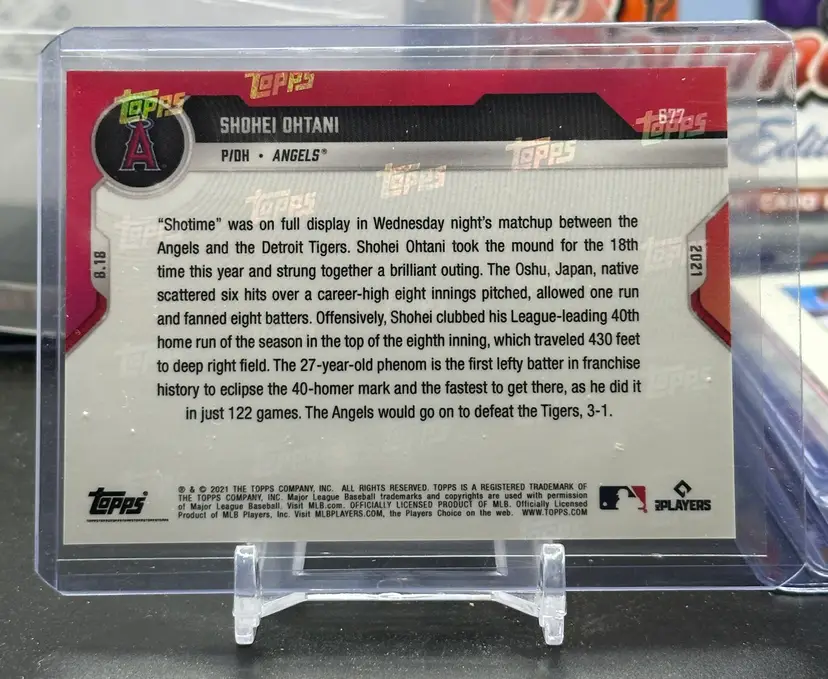 Topps
Topps
SHOHEI OHTANI
677
Topps
P/DH • ANGELS®
Topps
Topps
Topps
A
8.18
2021
"Shotime" was on full display in Wednesday night's matchup between the
Angels and the Detroit Tigers. Shohei Ohtani took the mound for the 18th
time this year and strung together a brilliant outing. The Oshu, Japan, native
scattered six hits over a career-high eight innings pitched, allowed one run
and fanned eight batters. Offensively, Shohei clubbed his League-leading 40th
home run of the season in the top of the eighth inning, which traveled 430 feet
to deep right field. The 27-year-old phenom is the first lefty batter in franchise
history to eclipse the 40-homer mark and the fastest to get there, as he did it
in just 122 games. The Angels would go on to defeat the Tigers, 3-1.
Topps
® & © 2021 THE TOPPS COMPANY, INC. ALL RIGHTS RESERVED. TOPPS IS A REGISTERED TRADEMARK OF
THE TOPPS COMPANY, INC. Major League Baseball trademarks and copyrights are used with permission
of Major League Baseball. Visit MLB.com. OFFICIALLY LICENSED PRODUCT OF MLB. Officially Licensed
Product of MLB Players, Inc. Visit MLBPLAYERS.COM, the Players Choice on the web. WWW.TOPPS.COM
PLAYERS